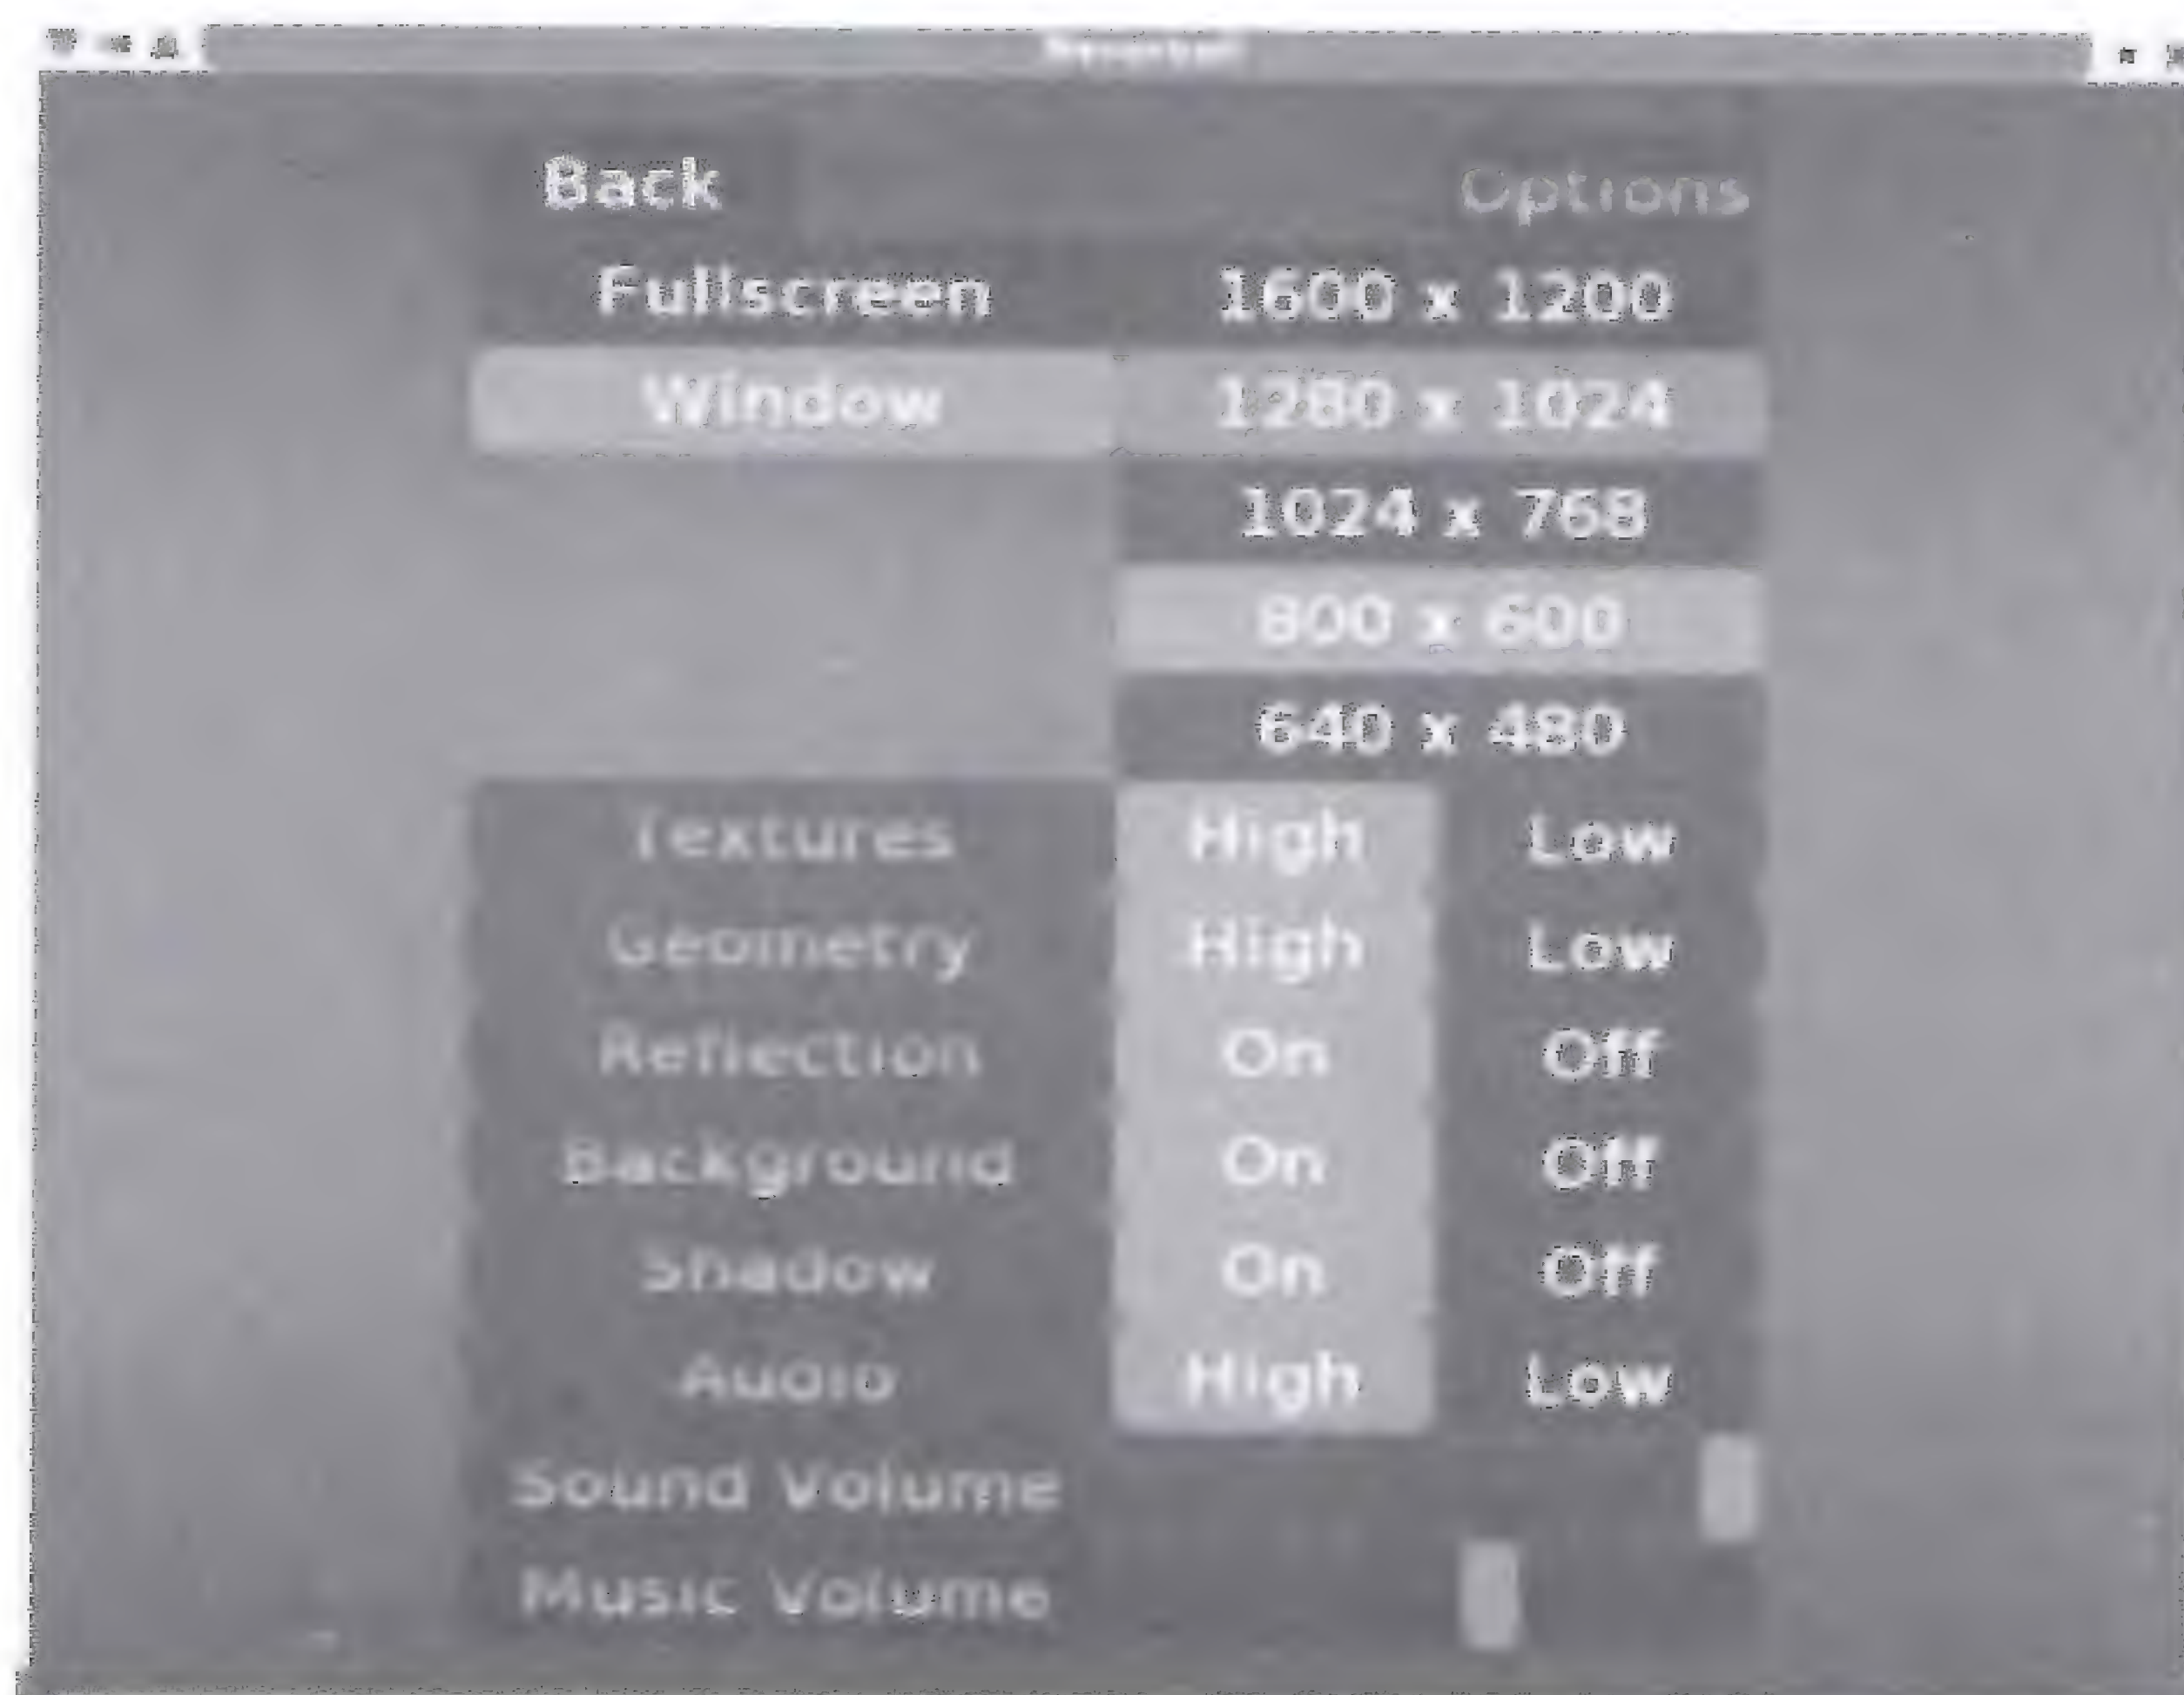 Neverball
Back Options
Fullscreen 1600 x 1200
Window 1280 x 1024
1024 x 768
800 x 600
640 x 480
Textures High Low
Geometry High Low
Reflection On Off
Background On Off
Shadow On Off
Audio High Low
Sound Volume
Music Volume